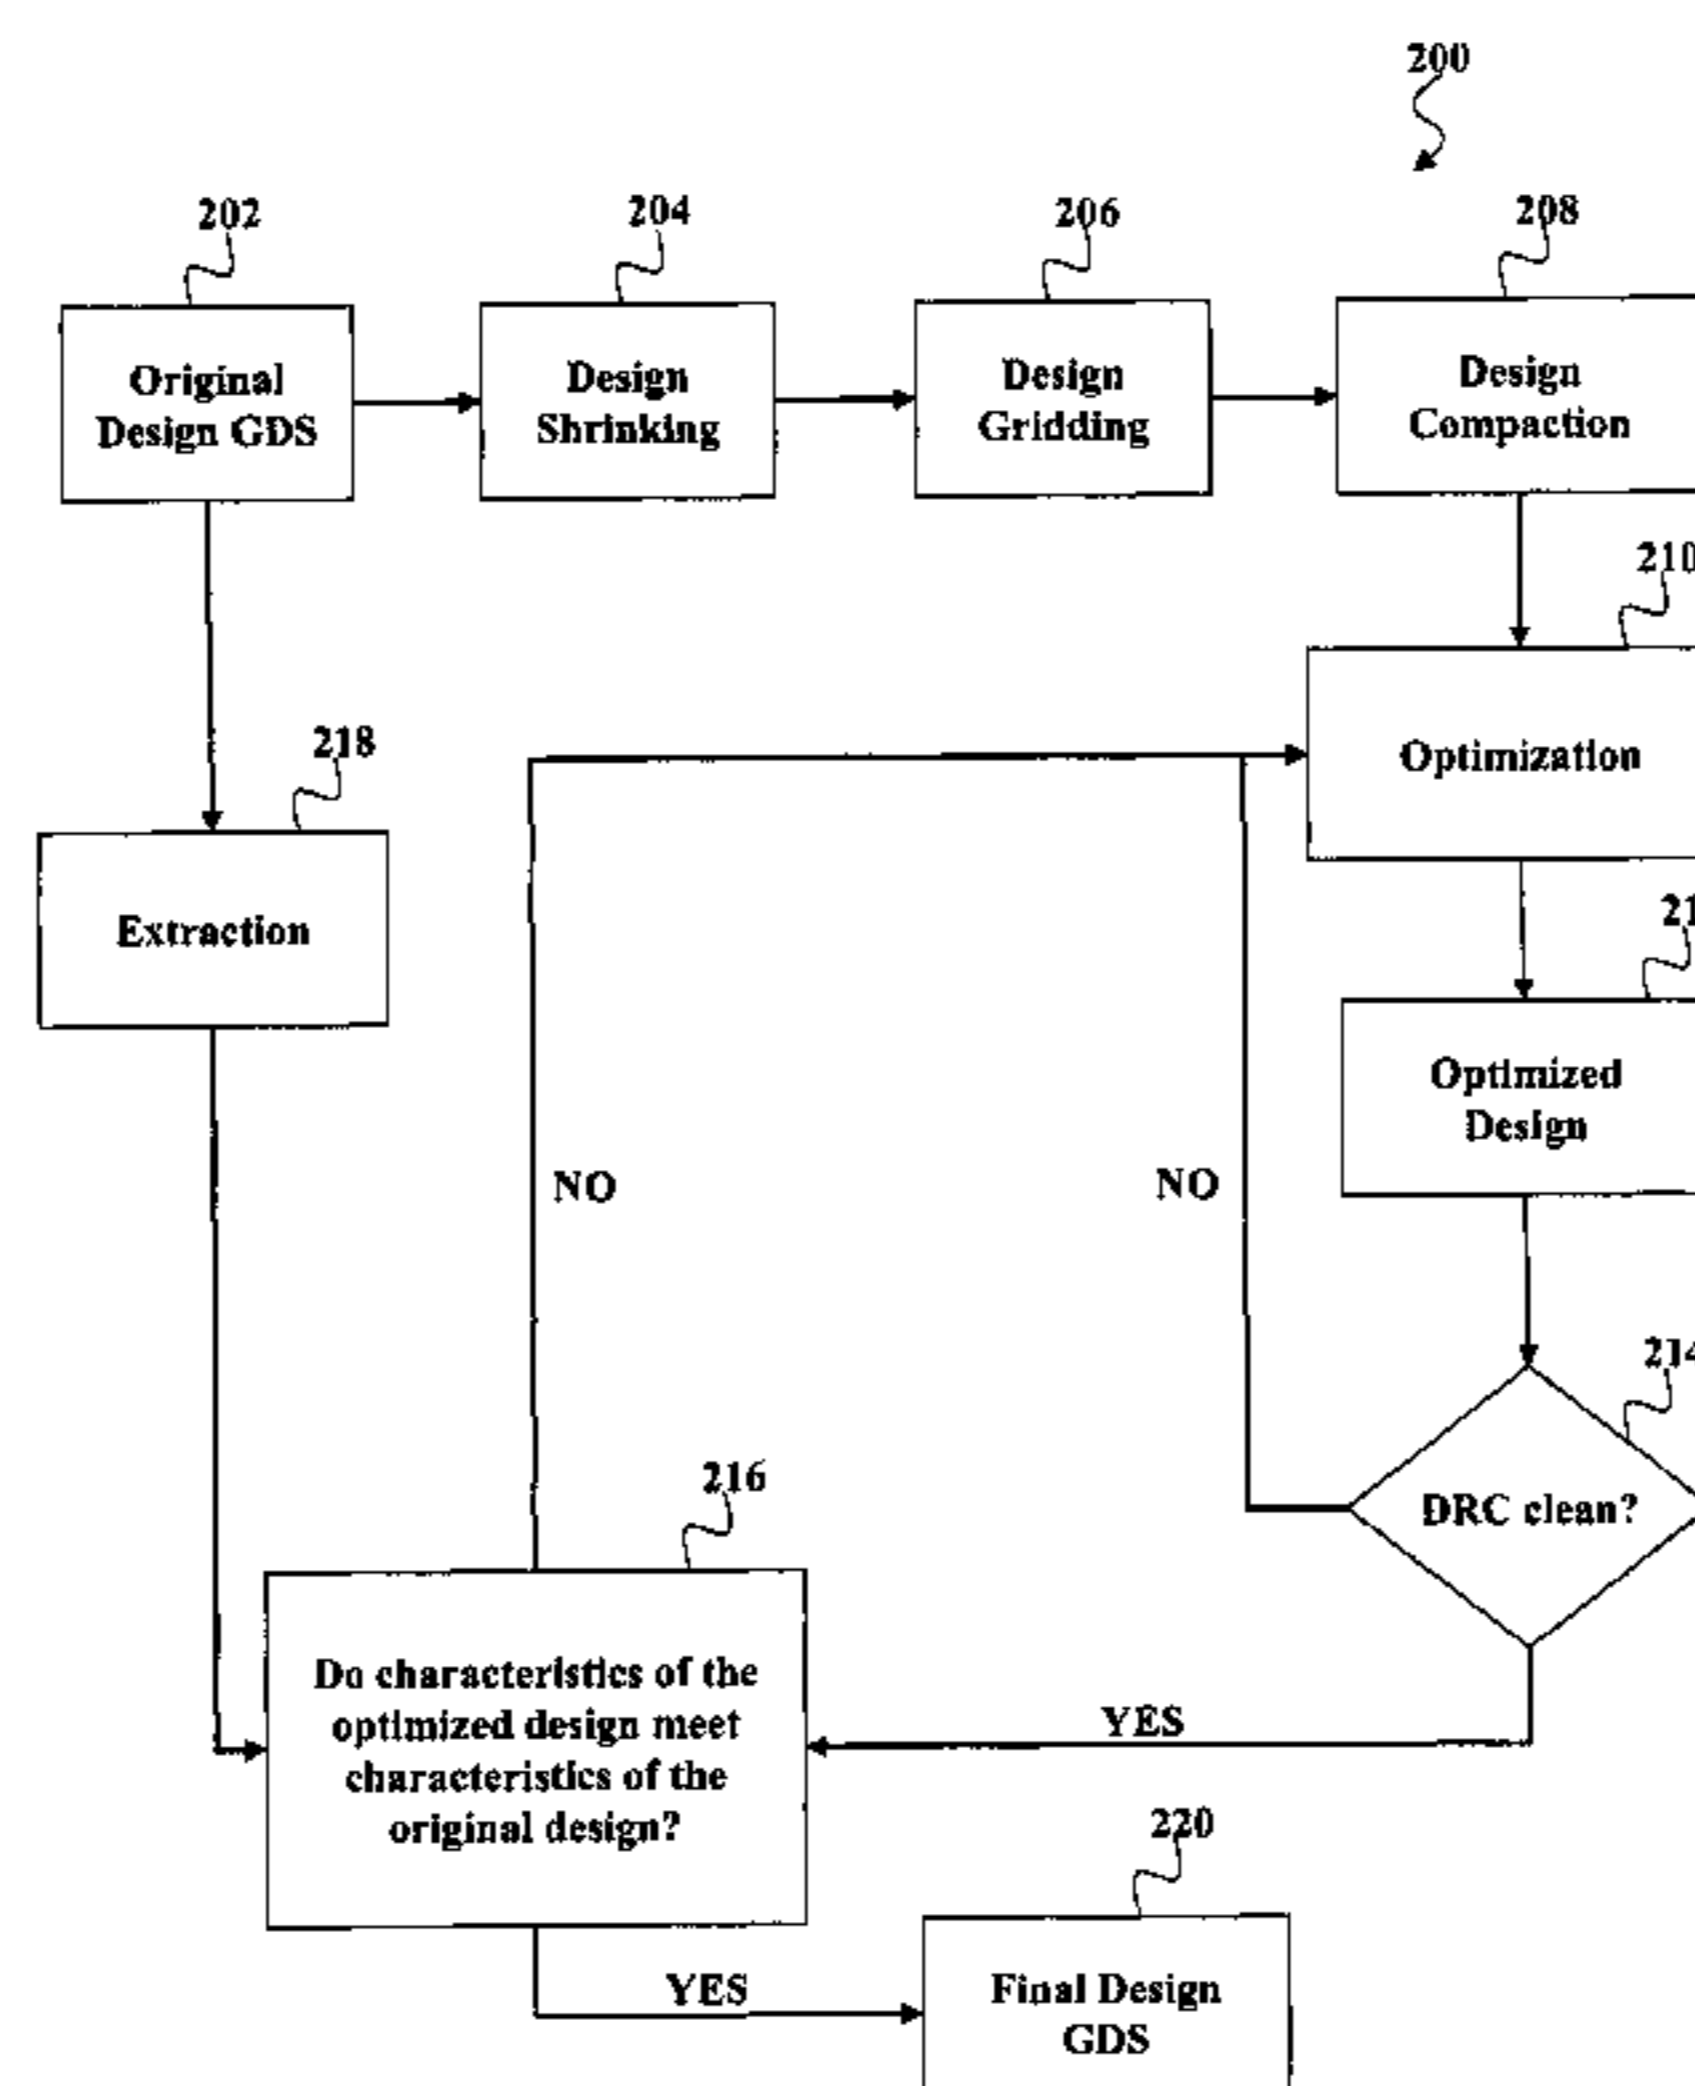 200
202
204
206
208
Original
Design GDS
Design
Shrinking
Design
Gridding
Design
Compaction
210
218
Optimization
Extraction
21
Optimized
Design
NO
NO
214
DRC clean?
216
Do characteristics of the
optimized design meet
characteristics of the
original design?
YES
220
YES
Final Design
GDS